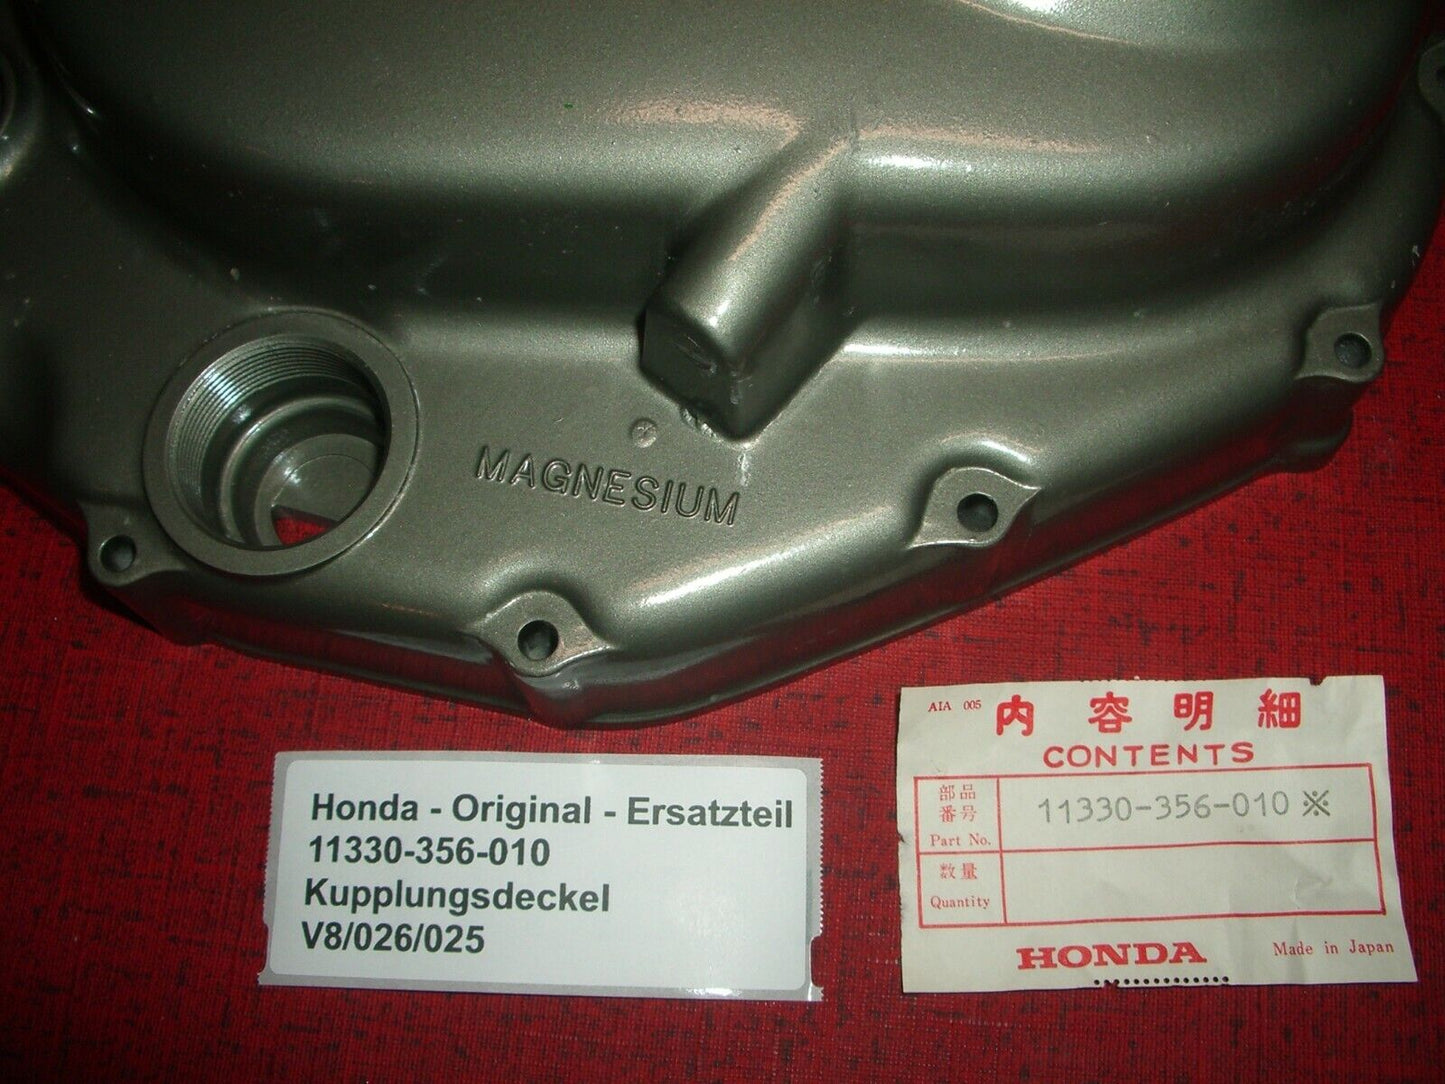 MAGNESIUM
Honda - Original - Ersatzteil
11330-356-010
Kupplungsdeckel
V8/026/025
AIA 005
内容明細
CONTENTS
部品
番号
Part No.
11330-356-010※
数量
Quantity
HONDA
Made in Japan